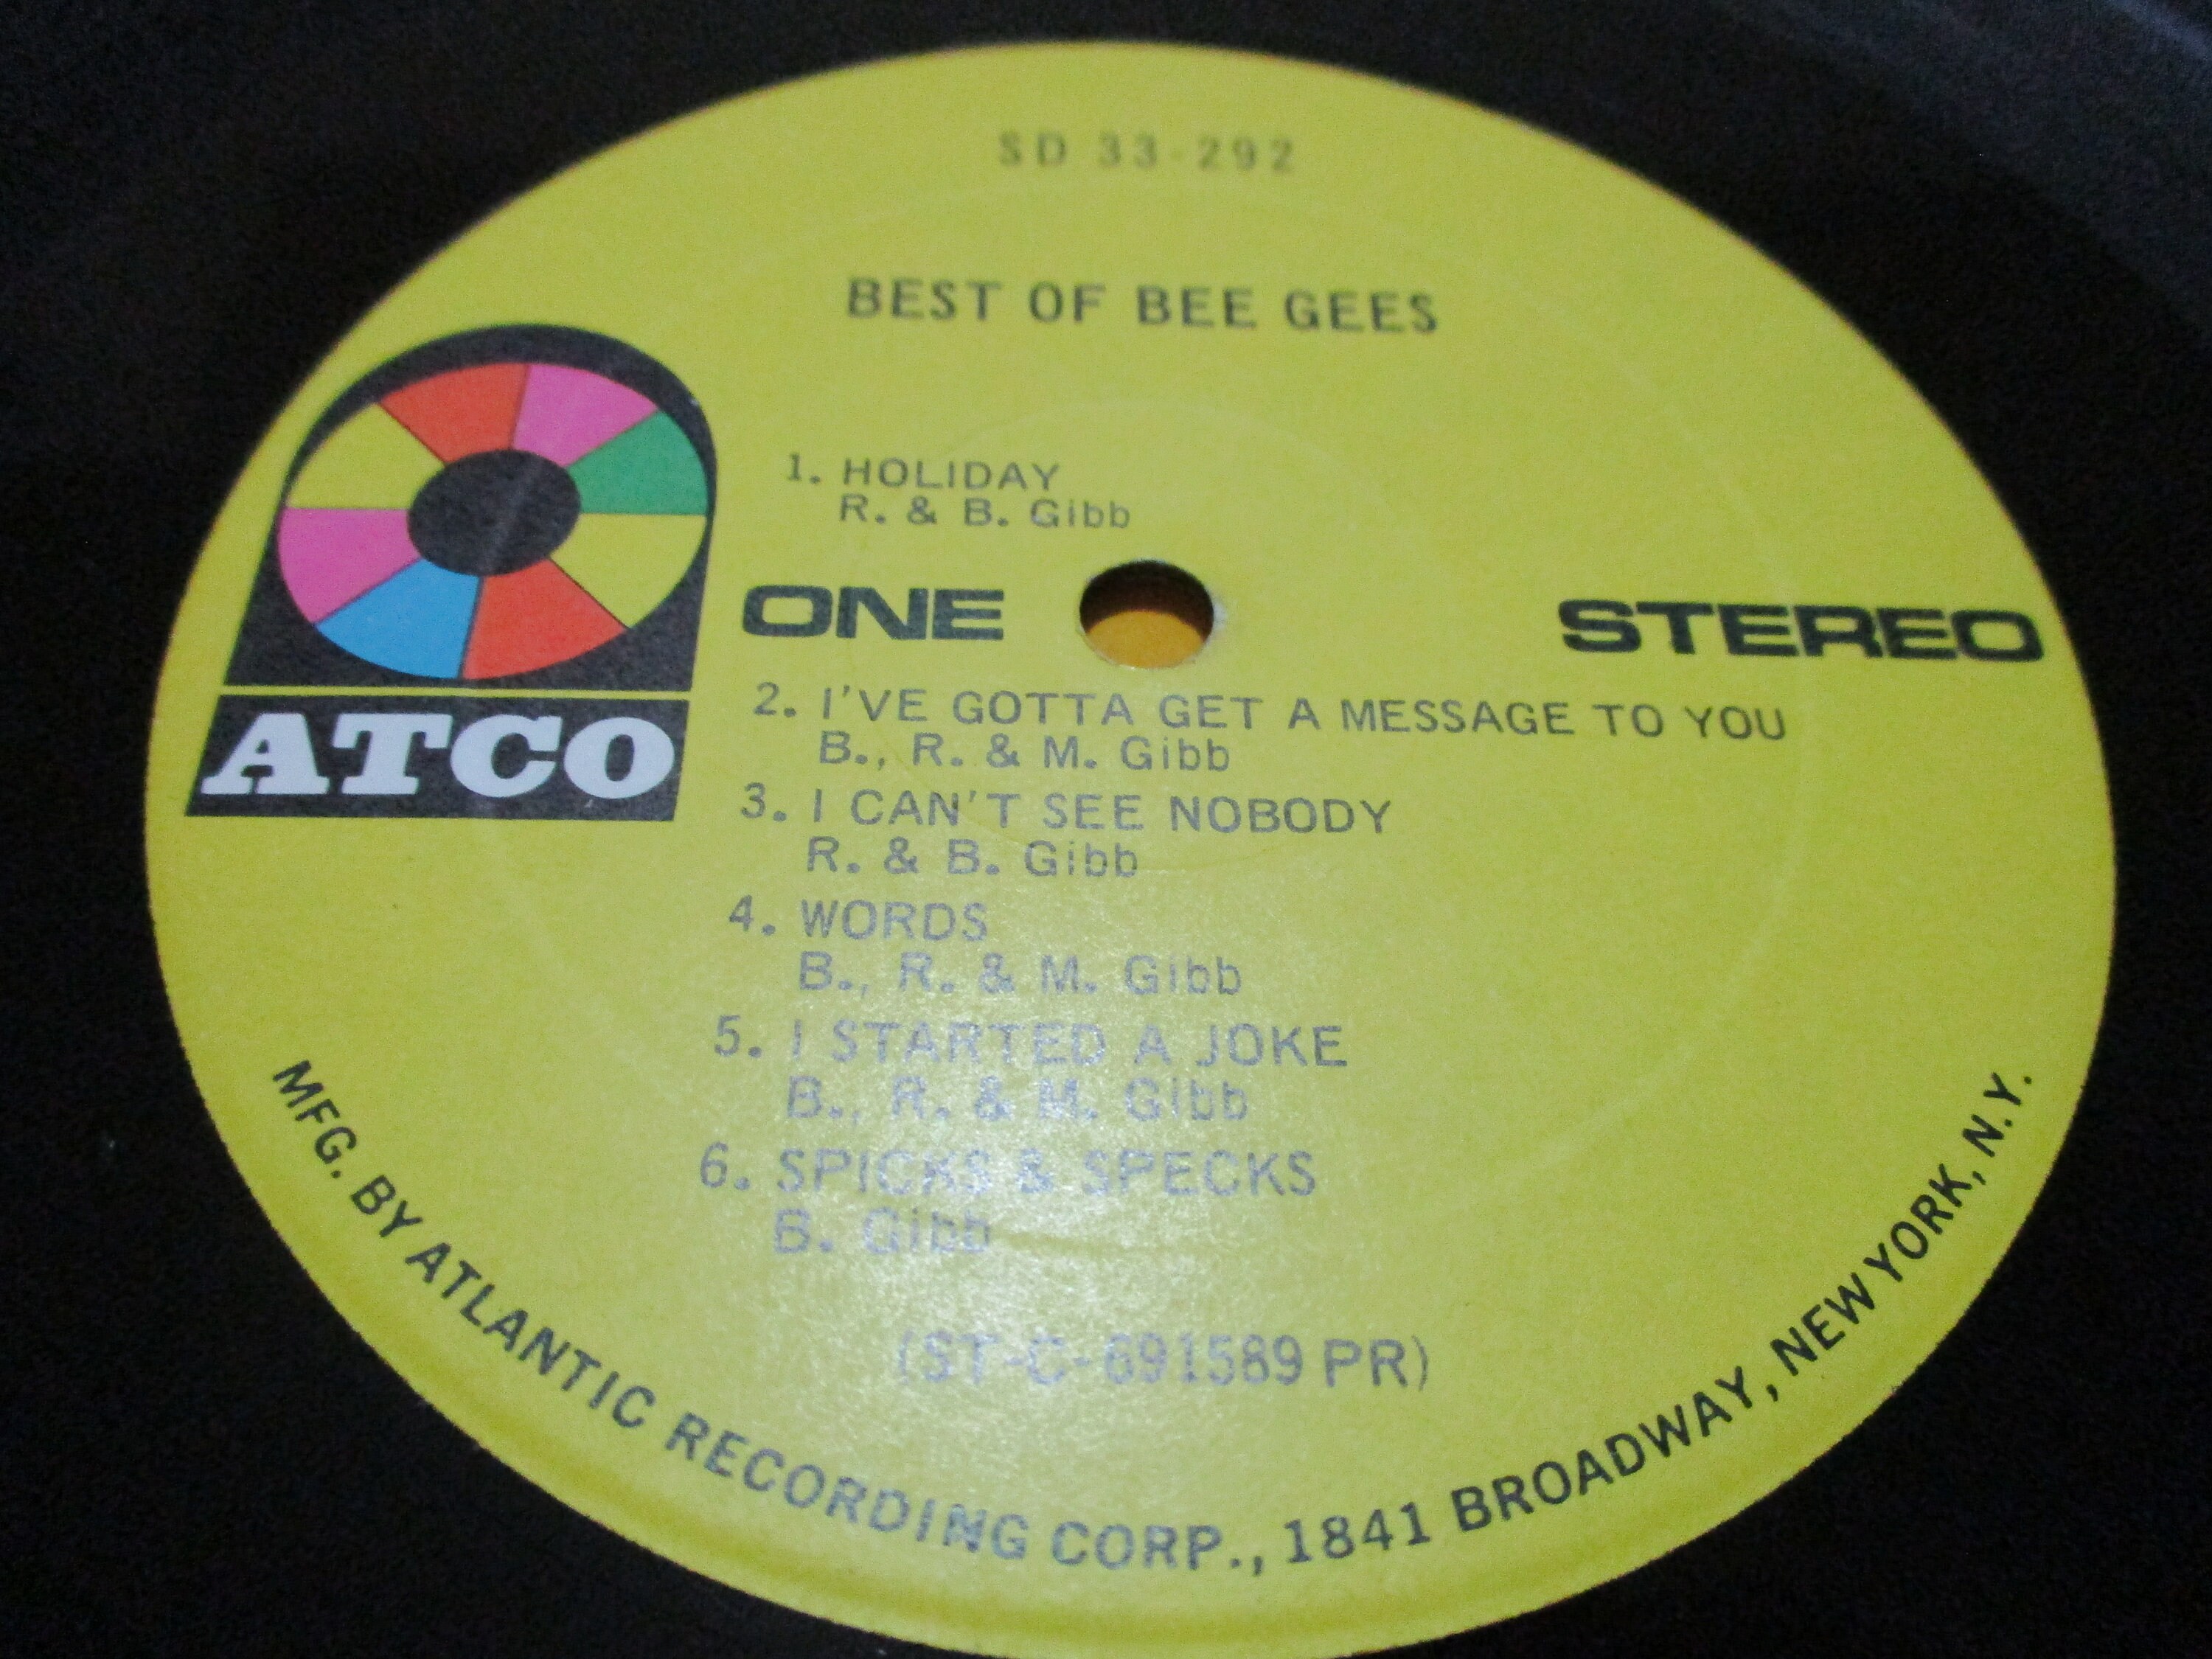 SD 33-292
BEST OF BEE GEES
1. HOLIDAY
R. & B. Gibb
ONE
STEREO
2. I'VE GOTTA GET A MESSAGE TO YOU
B., R. & M. Gibb
ATCO
3. I CAN'T SEE NOBODY
R. & B. Gibb
4. WORDS
B., R. & M. Gibb
5. I STARTED A JOKE
B., R. & M. Gibb
6. SPICKS & SPECKS
B. Gibb
(ST-C-691589 PR)
MFG. BY ATLANTIC RECORDING CORP., 1841 BROADWAY, NEW YORK, N.Y.